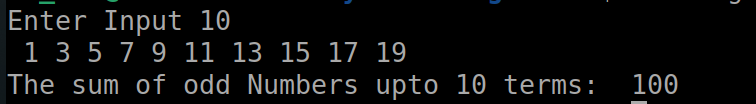 Enter Input 10
1 3 5 7 9 11 13 15 17 19
The sum of odd Numbers upto 10 terms: 100